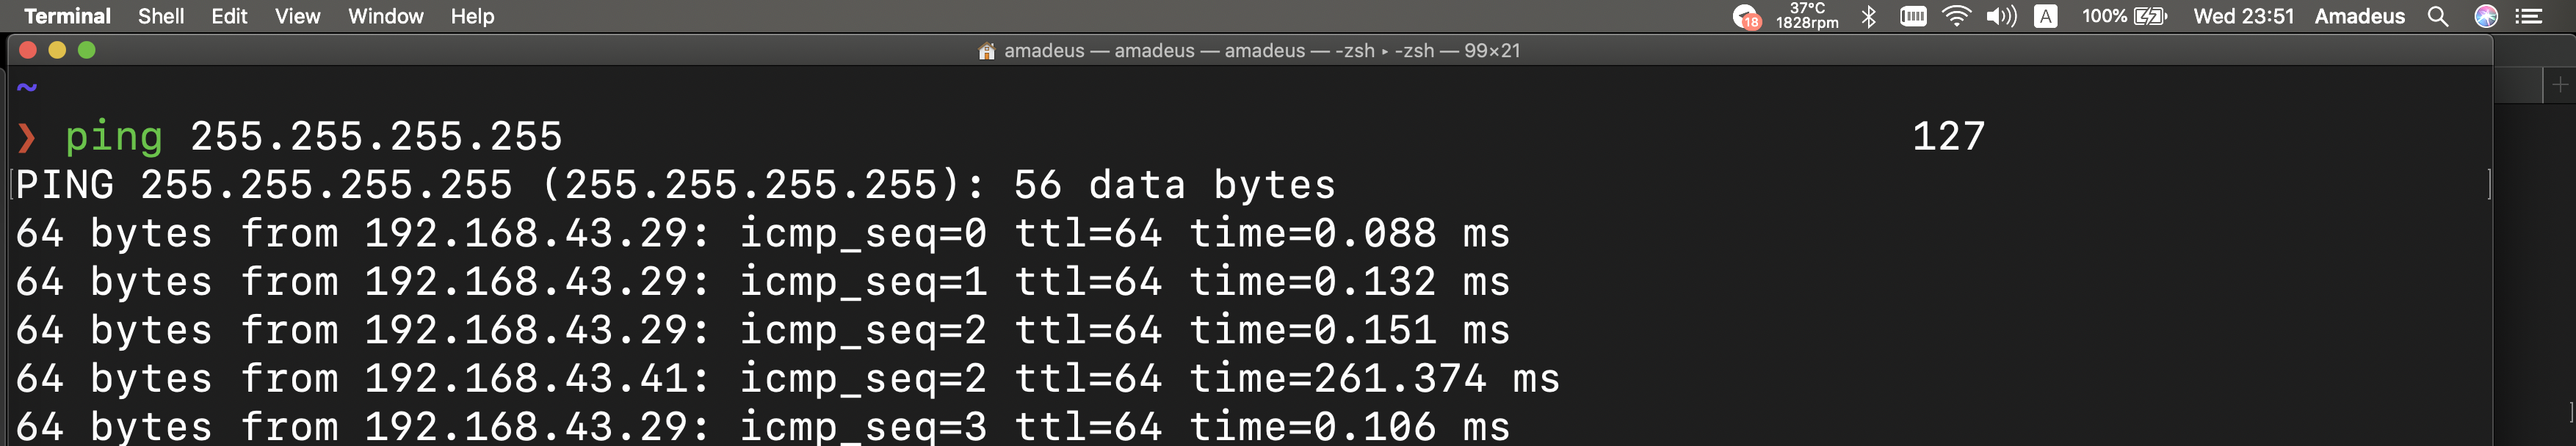 Terminal Shell Edit View Window Help 18 37°C 1828rpm A 100% Wed 23:51 Amadeus
amadeus — amadeus — amadeus — -zsh ▸ -zsh — 99×21
~
❯ ping 255.255.255.255 127
PING 255.255.255.255 (255.255.255.255): 56 data bytes
64 bytes from 192.168.43.29: icmp_seq=0 ttl=64 time=0.088 ms
64 bytes from 192.168.43.29: icmp_seq=1 ttl=64 time=0.132 ms
64 bytes from 192.168.43.29: icmp_seq=2 ttl=64 time=0.151 ms
64 bytes from 192.168.43.41: icmp_seq=2 ttl=64 time=261.374 ms
64 bytes from 192.168.43.29: icmp_seq=3 ttl=64 time=0.106 ms